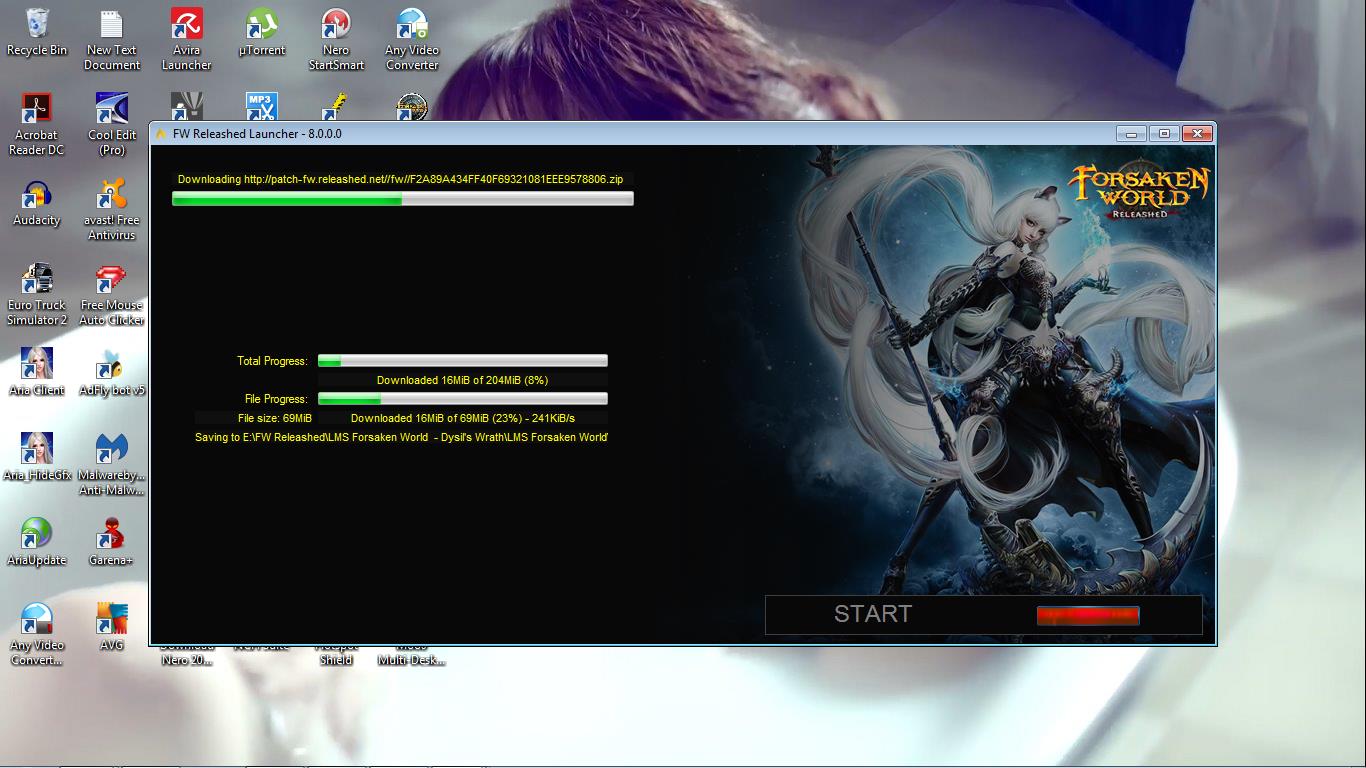 Recycle Bin
New Text
Document
Avira
Launcher
µTorrent
Nero
StartSmart
Any Video
Converter
Acrobat
Reader DC
Cool Edit
(Pro)
MP3
FW Releashed Launcher - 8.0.0.0
Downloading http://patch-fw.releashed.net//fw//F2A89A434FF40F69321081EEE9578806.zip
FORSAKEN
WORLD
RELEASHED
Audacity
avast! Free
Antivirus
Euro Truck
Simulator 2
Free Mouse
Auto Clicker
Total Progress:
Downloaded 16MiB of 204MiB (8%)
File Progress:
File size: 69MiB
Downloaded 16MiB of 69MiB (23%) - 241KiB/s
Saving to E:\FW Releashed\LMS Forsaken World - Dysil's Wrath\LMS Forsaken World'
Aria Client
AdFly bot v5
Aria_HideGfx
Malwareby...
Anti-Malw...
AriaUpdate
Garena+
START
Any Video
Convert...
AVG
Nero 20...
Shield
Multi-Desk...